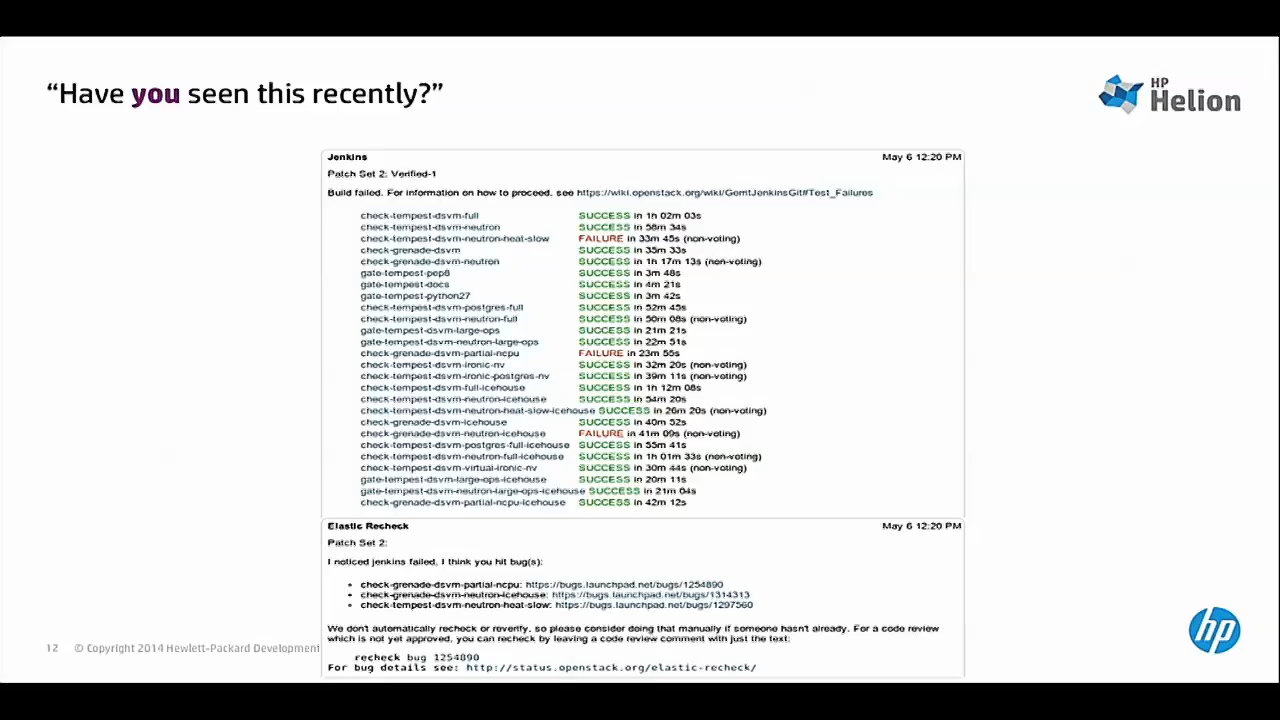 “Have you seen this recently?”
HP
Helion
Jenkins May 6 12:20 PM
Patch Set 2: Verified-1
Build failed. For information on how to proceed, see https://wiki.openstack.org/wiki/GerritJenkinsGit#Test_Failures
check-tempest-dsvm-full SUCCESS in 1h 02m 03s
check-tempest-dsvm-neutron SUCCESS in 58m 34s
check-tempest-dsvm-neutron-heat-slow FAILURE in 33m 45s (non-voting)
check-grenade-dsvm SUCCESS in 35m 33s
check-grenade-dsvm-neutron SUCCESS in 1h 17m 13s (non-voting)
gate-tempest-pep8 SUCCESS in 3m 48s
gate-tempest-docs SUCCESS in 4m 21s
gate-tempest-python27 SUCCESS in 3m 42s
check-tempest-dsvm-postgres-full SUCCESS in 52m 45s
check-tempest-dsvm-neutron-full SUCCESS in 50m 08s (non-voting)
gate-tempest-dsvm-large-ops SUCCESS in 21m 21s
gate-tempest-dsvm-neutron-large-ops SUCCESS in 22m 51s
check-grenade-dsvm-partial-ncpu FAILURE in 23m 55s
check-tempest-dsvm-ironic-nv SUCCESS in 32m 20s (non-voting)
check-tempest-dsvm-ironic-postgres-nv SUCCESS in 39m 11s (non-voting)
check-tempest-dsvm-full-icehouse SUCCESS in 1h 12m 08s
check-tempest-dsvm-neutron-icehouse SUCCESS in 54m 20s
check-tempest-dsvm-neutron-heat-slow-icehouse SUCCESS in 26m 20s (non-voting)
check-grenade-dsvm-icehouse SUCCESS in 40m 52s
check-grenade-dsvm-neutron-icehouse FAILURE in 41m 09s (non-voting)
check-tempest-dsvm-postgres-full-icehouse SUCCESS in 55m 41s
check-tempest-dsvm-neutron-full-icehouse SUCCESS in 1h 01m 33s (non-voting)
check-tempest-dsvm-virtual-ironic-nv SUCCESS in 30m 44s (non-voting)
gate-tempest-dsvm-large-ops-icehouse SUCCESS in 20m 11s
gate-tempest-dsvm-neutron-large-ops-icehouse SUCCESS in 21m 04s
check-grenade-dsvm-partial-ncpu-icehouse SUCCESS in 42m 12s
Elastic Recheck May 6 12:20 PM
Patch Set 2:
I noticed jenkins failed, I think you hit bug(s):
• check-grenade-dsvm-partial-ncpu: https://bugs.launchpad.net/bugs/1254890
• check-grenade-dsvm-neutron-icehouse: https://bugs.launchpad.net/bugs/1314313
• check-tempest-dsvm-neutron-heat-slow: https://bugs.launchpad.net/bugs/1297560
We don't automatically recheck or reverify, so please consider doing that manually if someone hasn't already. For a code review
which is not yet approved, you can recheck by leaving a code review comment with just the text:
recheck bug 1254890
For bug details see: http://status.openstack.org/elastic-recheck/
12 © Copyright 2014 Hewlett-Packard Development
hp